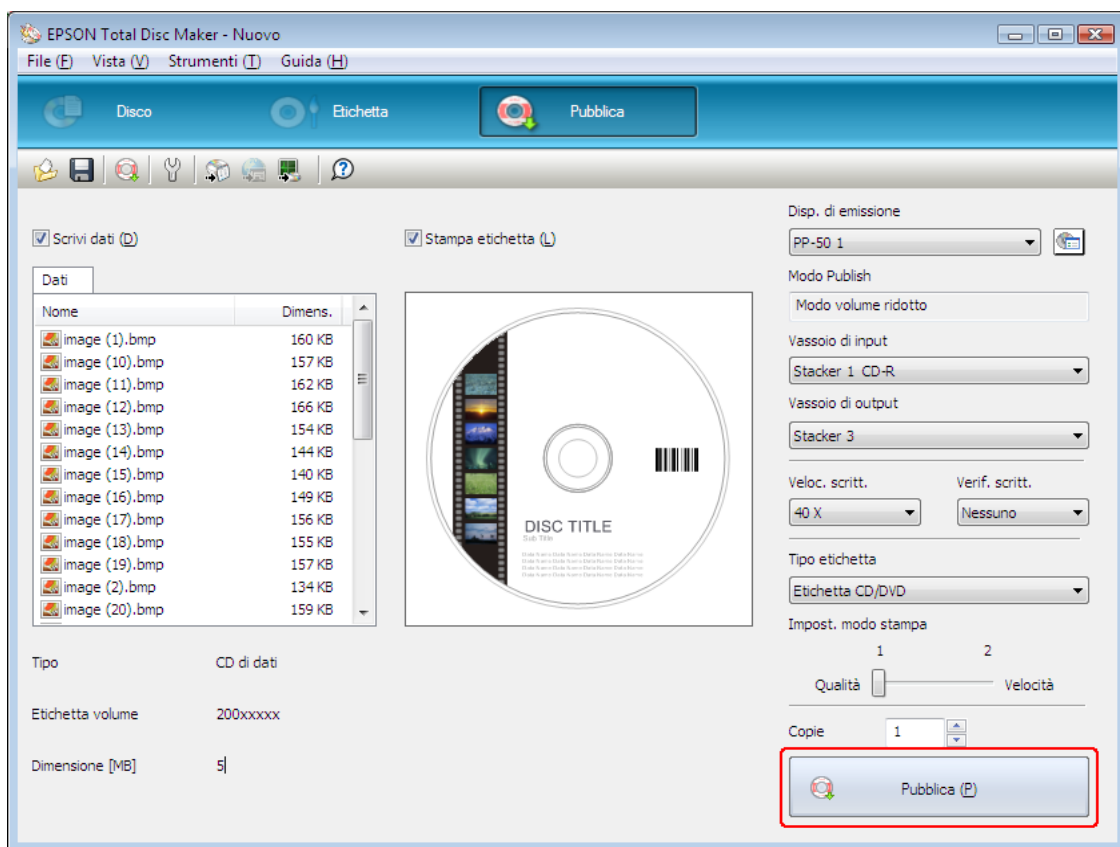 EPSON Total Disc Maker - Nuovo
File (F) Vista (V) Strumenti (T) Guida (H)
Disco Etichetta Pubblica
Scrivi dati (D)
Dati
Nome Dimens.
image (1).bmp 160 KB
image (10).bmp 157 KB
image (11).bmp 162 KB
image (12).bmp 166 KB
image (13).bmp 154 KB
image (14).bmp 144 KB
image (15).bmp 140 KB
image (16).bmp 149 KB
image (17).bmp 156 KB
image (18).bmp 155 KB
image (19).bmp 157 KB
image (2).bmp 134 KB
image (20).bmp 159 KB
Tipo CD di dati
Etichetta volume 200xxxxx
Dimensione [MB] 5
Stampa etichetta (L)
DISC TITLE
Sub Title
Disp. di emissione
PP-50 1
Modo Publish
Modo volume ridotto
Vassoio di input
Stacker 1 CD-R
Vassoio di output
Stacker 3
Veloc. scritt. Verif. scritt.
40 X Nessuno
Tipo etichetta
Etichetta CD/DVD
Impost. modo stampa
1 2
Qualità Velocità
Copie 1
Pubblica (P)